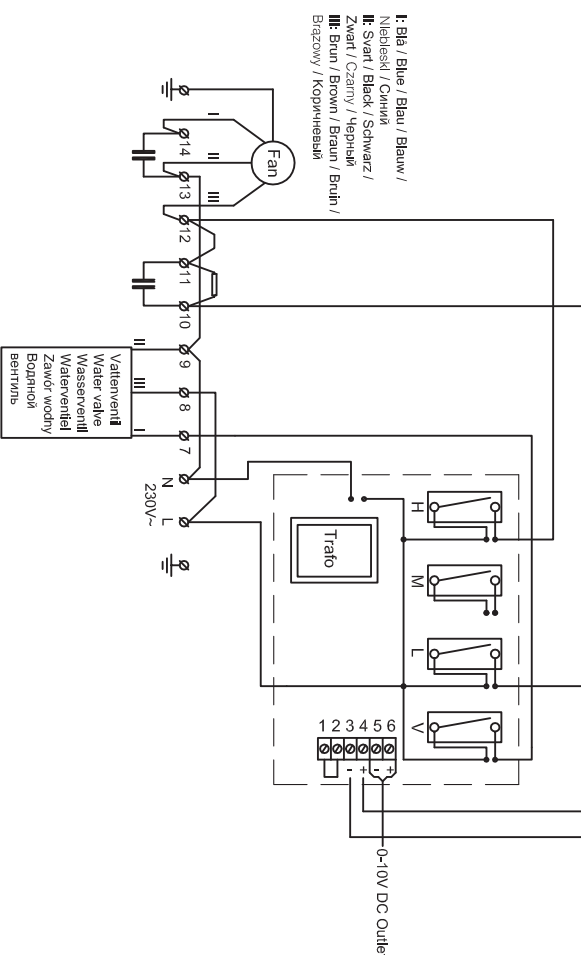 I: Blå / Blue / Blau / Blauw /
Niebleski / Синий
II: Svart / Black / Schwarz /
Zwart / Czarny / Черный
III: Brun / Brown / Braun / Bruin /
Brązowy / Коричневый
Fan
I
II
III
14
13
12
11
10
9
8
7
N
L
230V~
II
III
I
Vattenventil
Water valve
Wasserventil
Waterventiel
Zawór wodny
Водяной
вентиль
Trafo
H
M
L
V
1 2 3 4 5 6
- + - +
0-10V DC Outlet